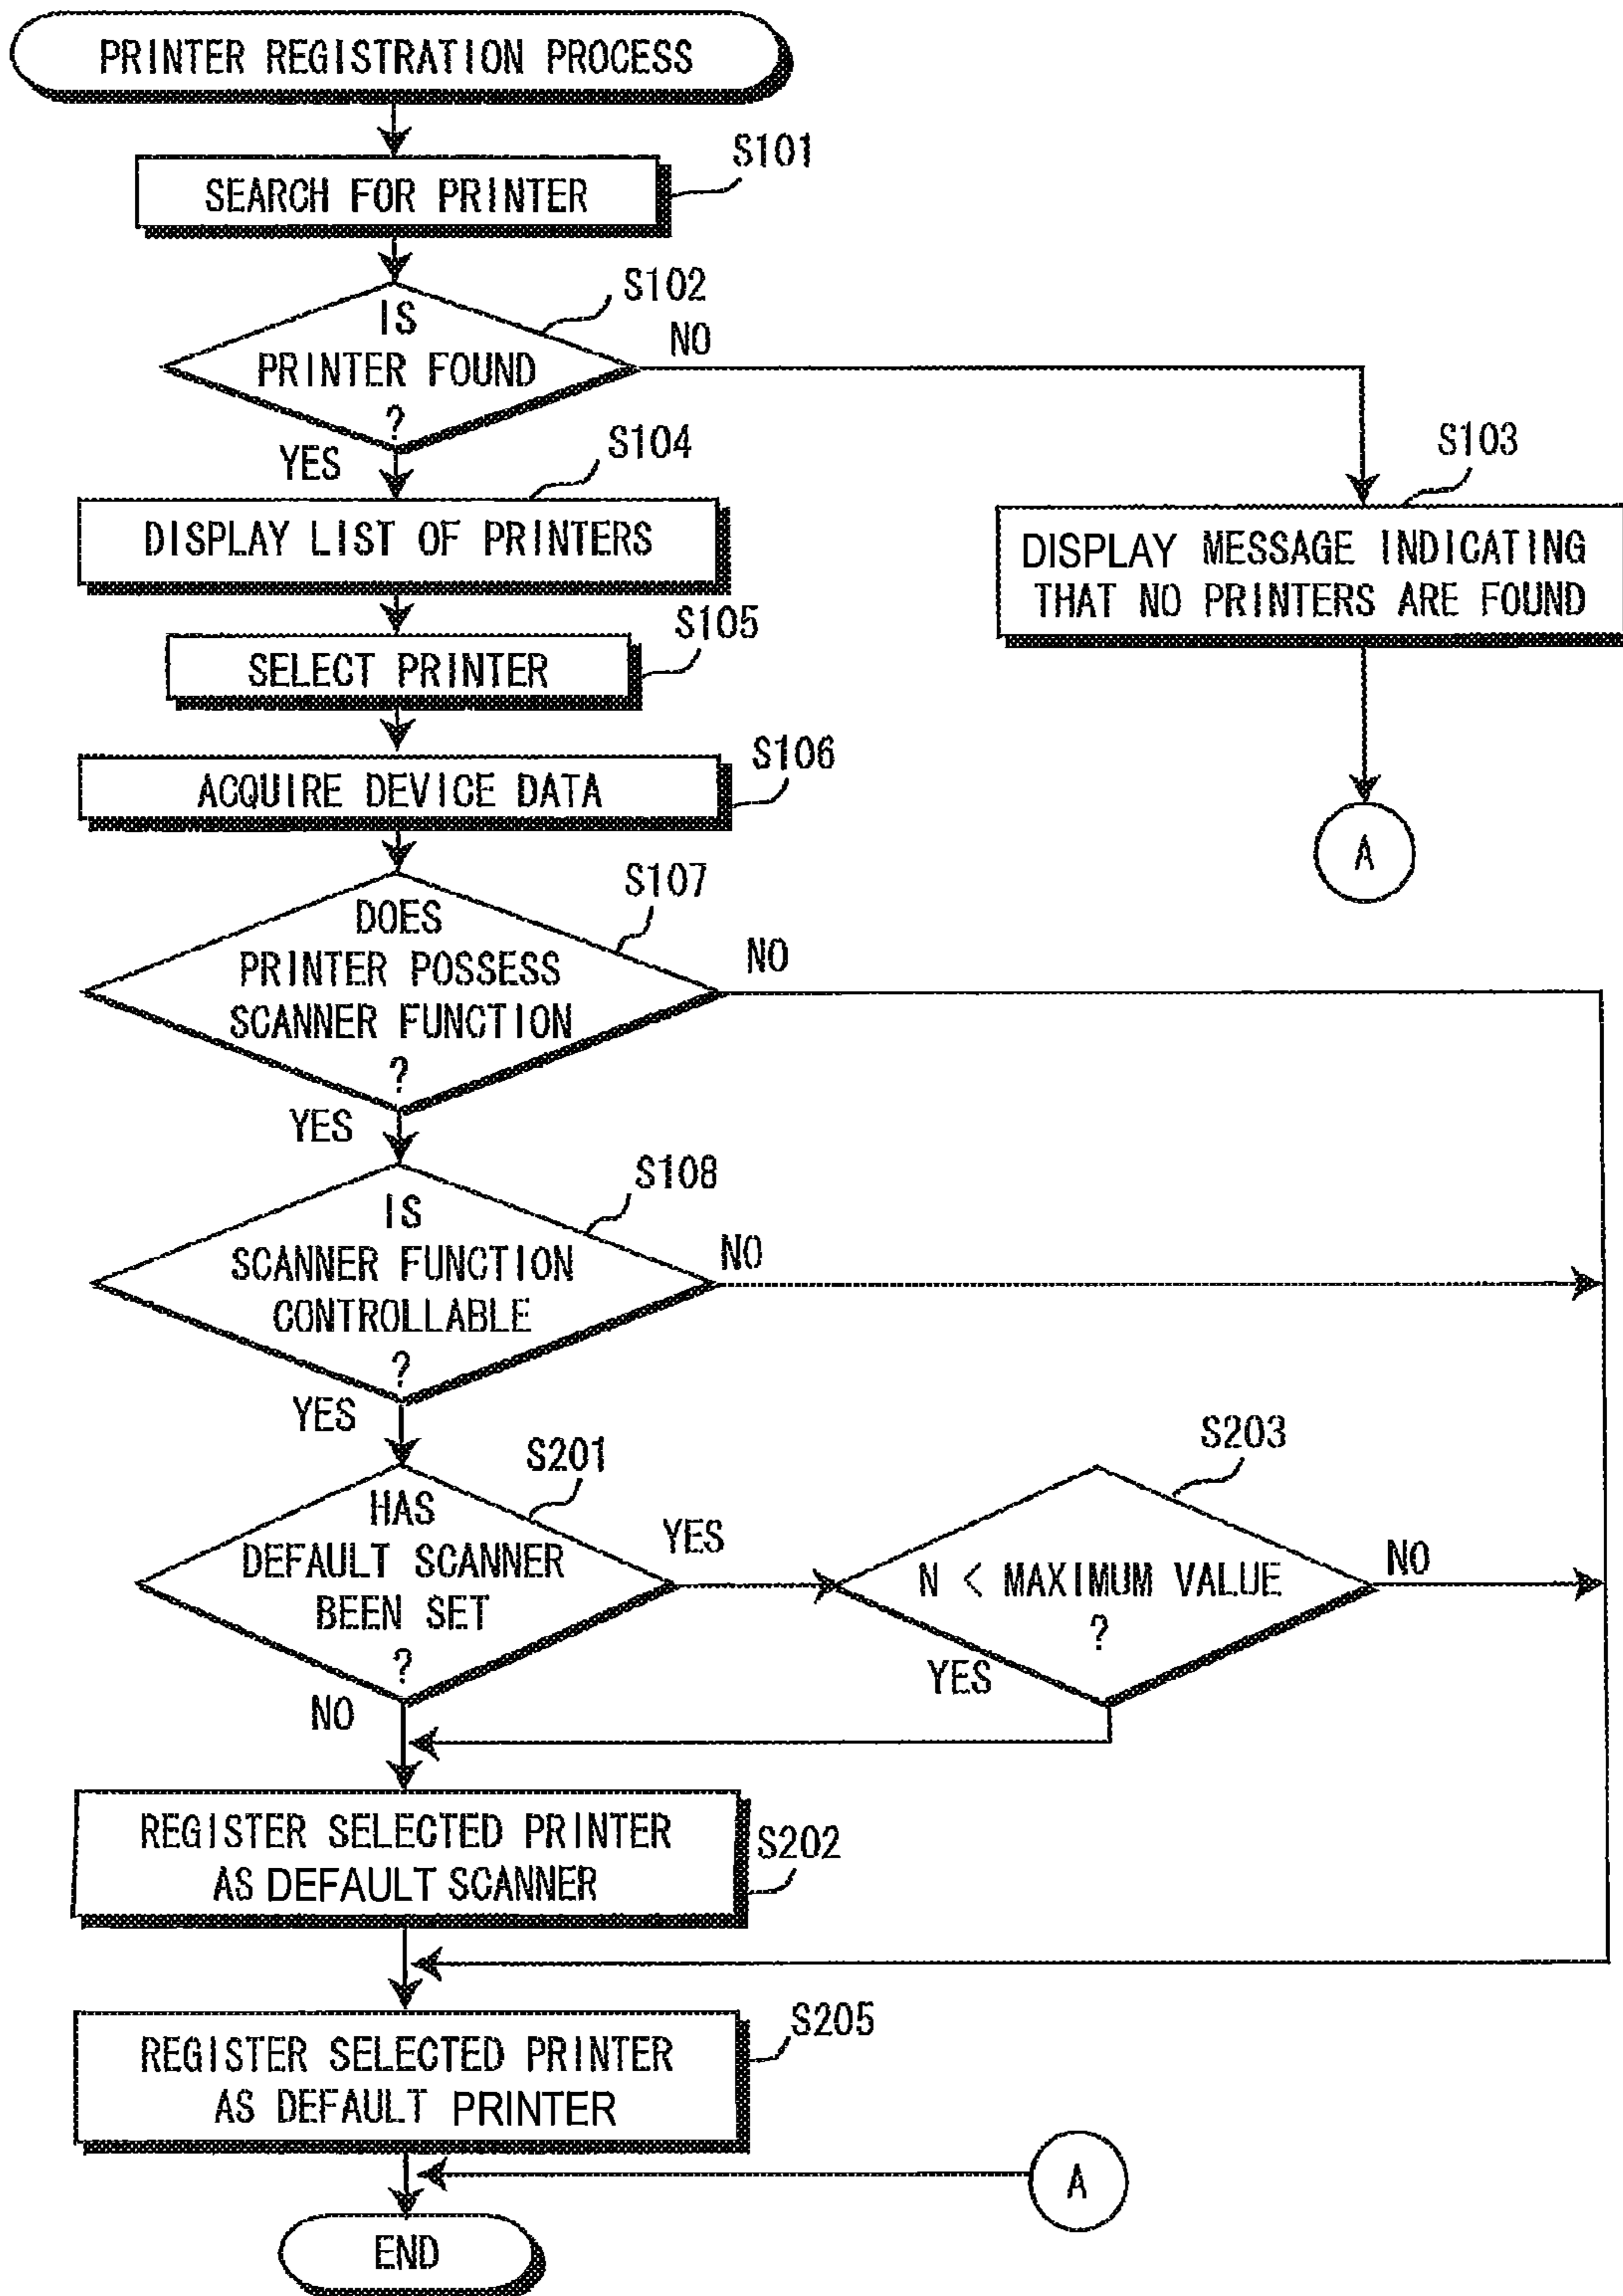 PRINTER REGISTRATION PROCESS
S101
SEARCH FOR PRINTER
S102
IS
PRINTER FOUND
?
NO
YES
S104
DISPLAY LIST OF PRINTERS
S103
DISPLAY MESSAGE INDICATING
THAT NO PRINTERS ARE FOUND
S105
SELECT PRINTER
S106
ACQUIRE DEVICE DATA
A
S107
DOES
PRINTER POSSESS
SCANNER FUNCTION
?
NO
YES
S108
IS
SCANNER FUNCTION
CONTROLLABLE
?
NO
YES
S201
HAS
DEFAULT SCANNER
BEEN SET
?
YES
NO
S203
N < MAXIMUM VALUE
?
NO
YES
REGISTER SELECTED PRINTER
AS DEFAULT SCANNER
S202
REGISTER SELECTED PRINTER
AS DEFAULT PRINTER
S205
A
END